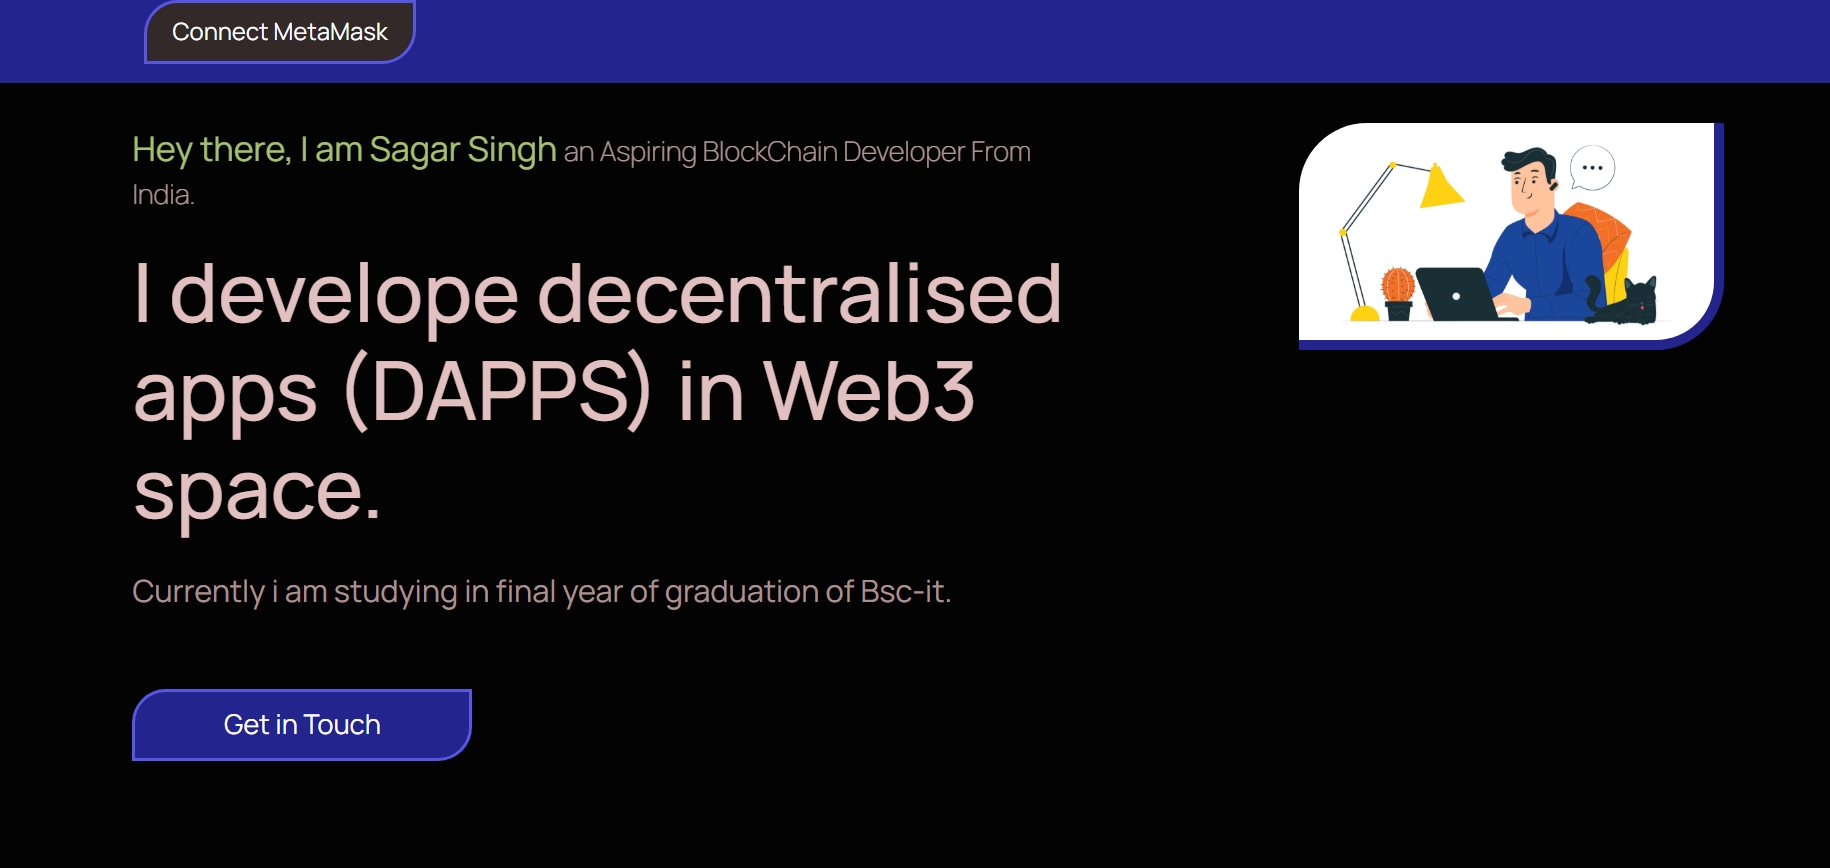 Connect MetaMask
Hey there, I am Sagar Singh an Aspiring BlockChain Developer From
India.
I develope decentralised
apps (DAPPS) in Web3
space.
Currently i am studying in final year of graduation of Bsc-it.
Get in Touch